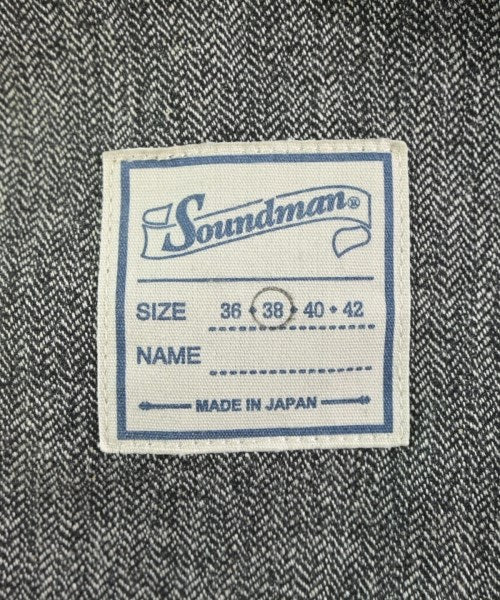 Soundman®
SIZE 36 • 38 • 40 • 42
NAME
MADE IN JAPAN